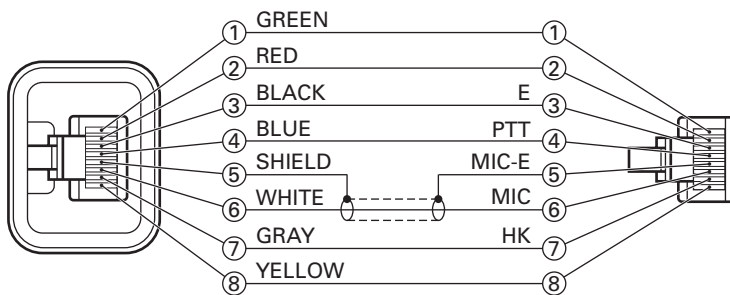 ① GREEN ①
② RED ②
③ BLACK E ③
④ BLUE PTT ④
⑤ SHIELD MIC-E ⑤
⑥ WHITE MIC ⑥
⑦ GRAY HK ⑦
⑧ YELLOW ⑧